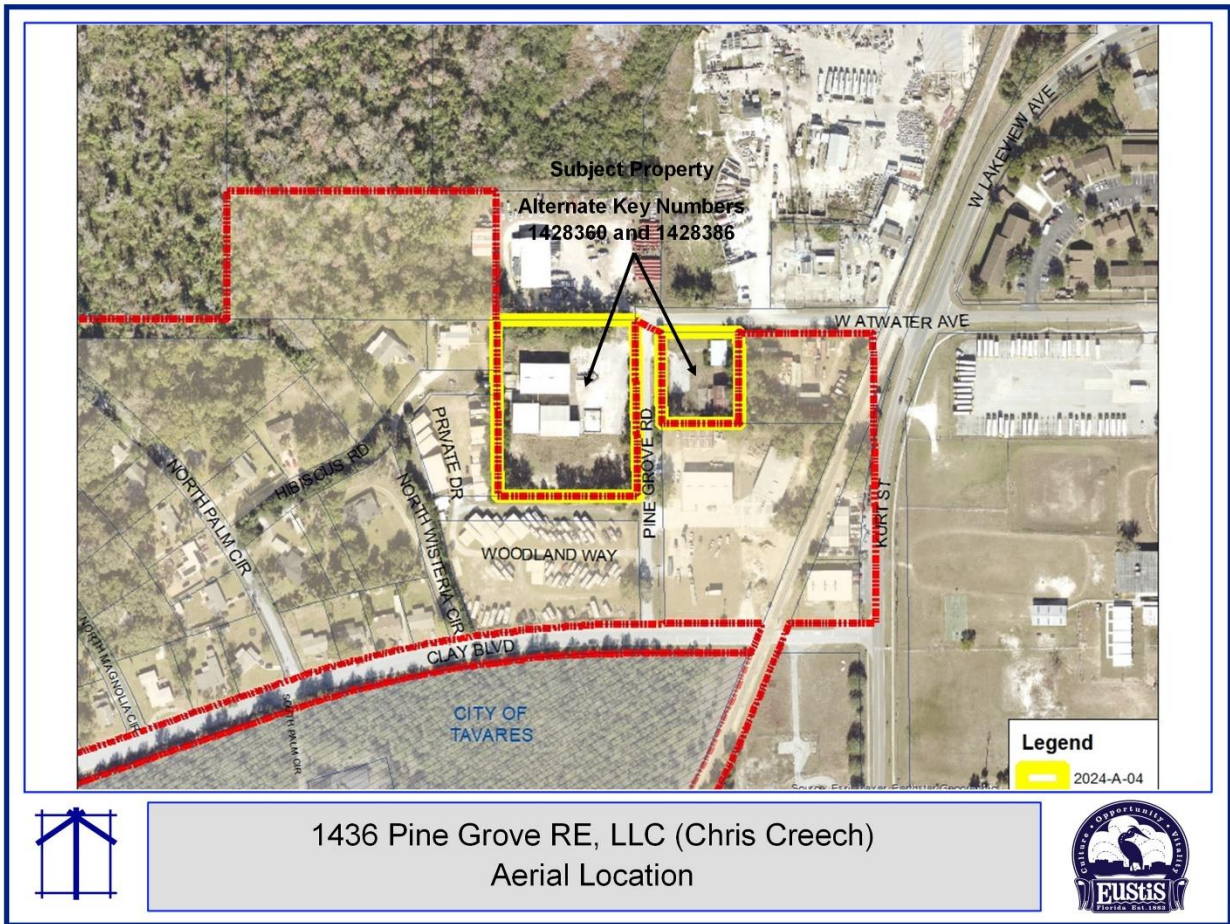 Subject Property
Alternate Key Numbers
1428360 and 1428386
W LAKEVIEW AVE
W ATWATER AVE
PRIVATE DR
PINE GROVE RD
HIBISCUS RD
NORTH PALM CIR
NORTH WISTERIA CIR
KURT ST
WOODLAND WAY
NORTH MAGNOLIA CIR
CLAY BLVD
SOUTH PALM CIR
CITY OF
TAVARES
Legend
2024-A-04
1436 Pine Grove RE, LLC (Chris Creech)
Aerial Location
Culture • Opportunity • Vitality
EUSTIS
Florida Est. 1883